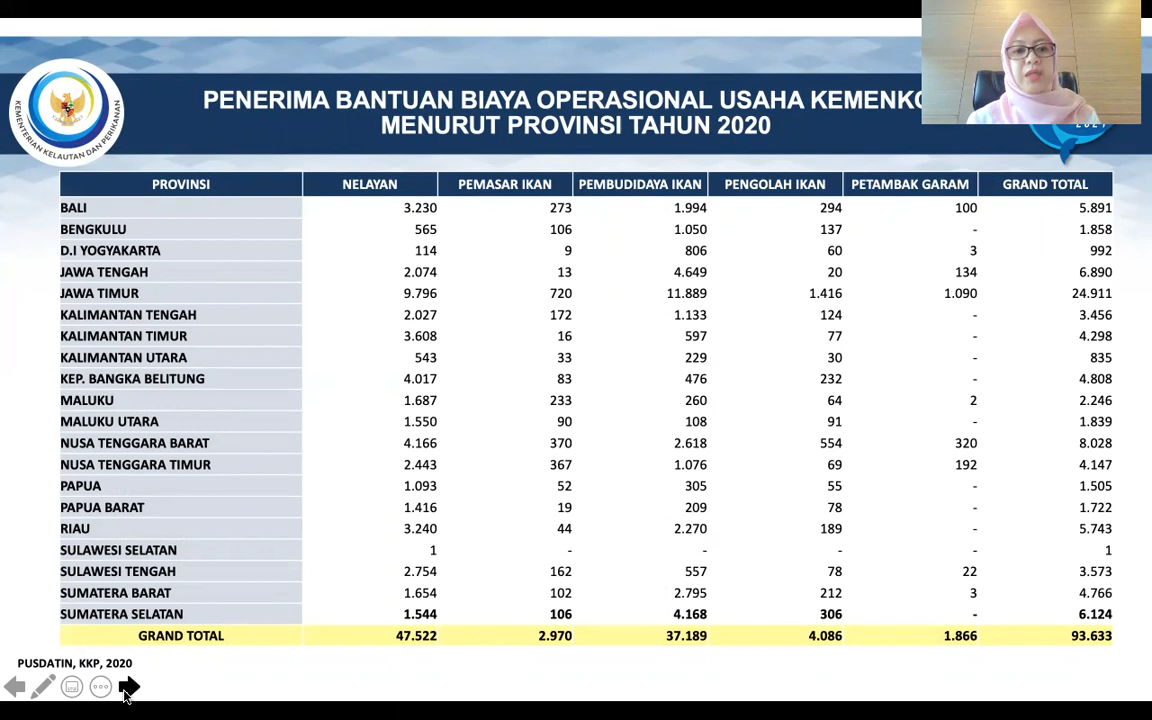 KEMENTERIAN KELAUTAN DAN PERIKANAN
PENERIMA BANTUAN BIAYA OPERASIONAL USAHA
MENURUT PROVINSI TAHUN 2020
PROVINSI NELAYAN PEMASAR IKAN PEMBUDIDAYA IKAN PENGOLAH IKAN PETAMBAK GARAM GRAND TOTAL
BALI 3.230 273 1.994 294 100 5.891
BENGKULU 565 106 1.050 137 - 1.858
D.I YOGYAKARTA 114 9 806 60 3 992
JAWA TENGAH 2.074 13 4.649 20 134 6.890
JAWA TIMUR 9.796 720 11.889 1.416 1.090 24.911
KALIMANTAN TENGAH 2.027 172 1.133 124 - 3.456
KALIMANTAN TIMUR 3.608 16 597 77 - 4.298
KALIMANTAN UTARA 543 33 229 30 - 835
KEP. BANGKA BELITUNG 4.017 83 476 232 - 4.808
MALUKU 1.687 233 260 64 2 2.246
MALUKU UTARA 1.550 90 108 91 - 1.839
NUSA TENGGARA BARAT 4.166 370 2.618 554 320 8.028
NUSA TENGGARA TIMUR 2.443 367 1.076 69 192 4.147
PAPUA 1.093 52 305 55 - 1.505
PAPUA BARAT 1.416 19 209 78 - 1.722
RIAU 3.240 44 2.270 189 - 5.743
SULAWESI SELATAN 1 - - - - 1
SULAWESI TENGAH 2.754 162 557 78 22 3.573
SUMATERA BARAT 1.654 102 2.795 212 3 4.766
SUMATERA SELATAN 1.544 106 4.168 306 - 6.124
GRAND TOTAL 47.522 2.970 37.189 4.086 1.866 93.633
PUSDATIN, KKP, 2020